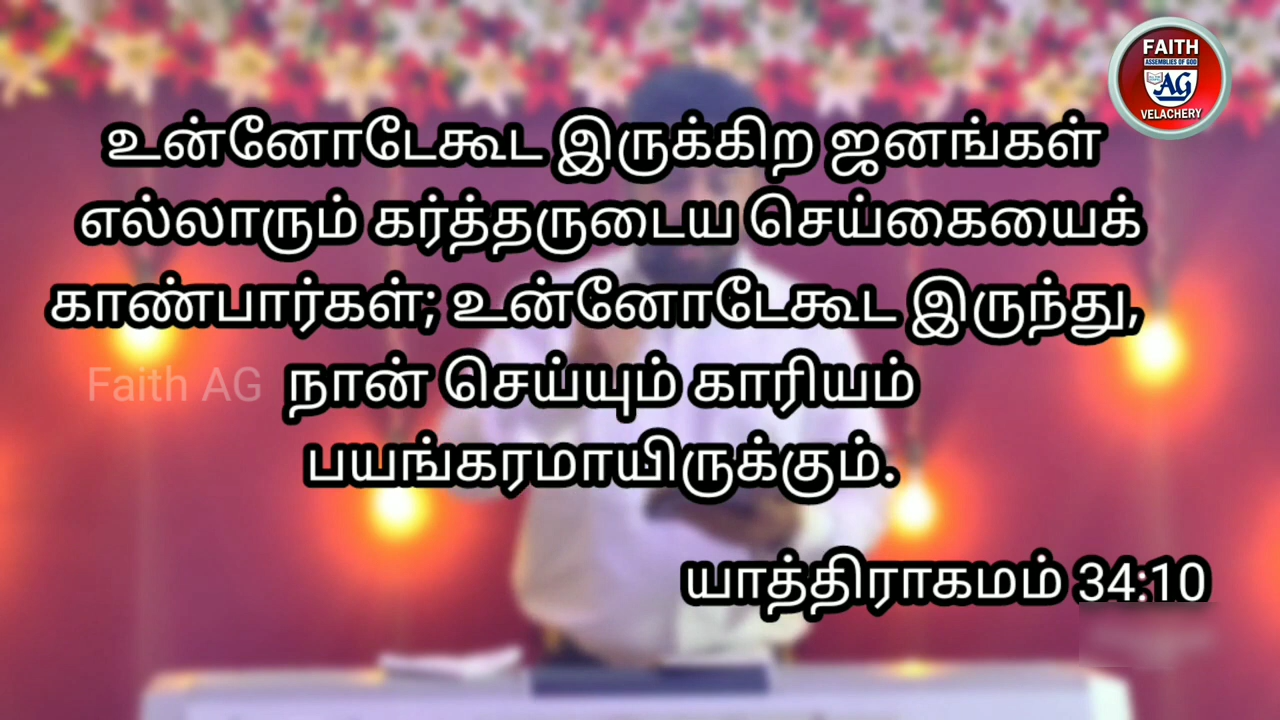 FAITH
ASSEMBLIES OF GOD
AG
VELACHERY
உன்னோடேகூட இருக்கிற ஜனங்கள்
எல்லாரும் கர்த்தருடைய செய்கையைக்
காண்பார்கள்; உன்னோடேகூட இருந்து,
Faith AG நான் செய்யும் காரியம்
பயங்கரமாயிருக்கும்.
யாத்திராகமம் 34:10